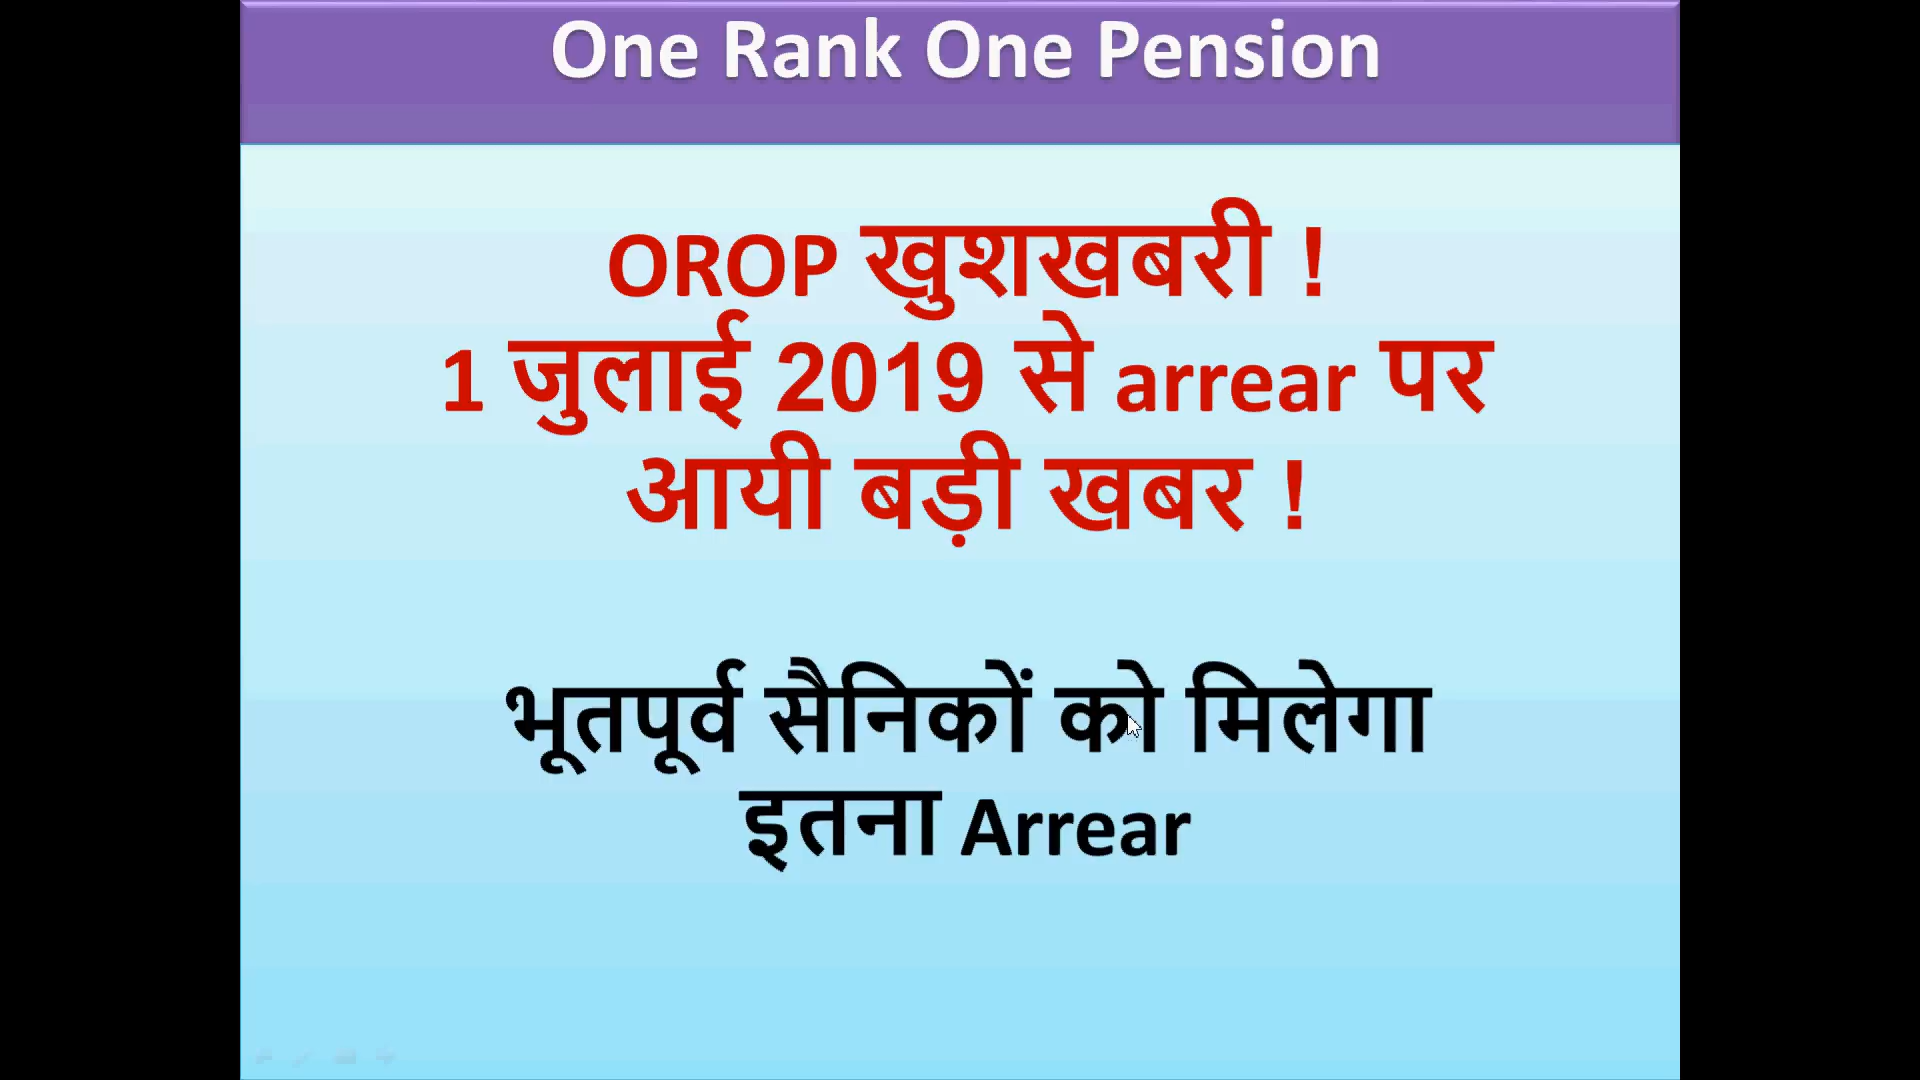 One Rank One Pension
OROP खुशखबरी !
1 जुलाई 2019 से arrear पर
आयी बड़ी खबर !
भूतपूर्व सैनिकों को मिलेगा
इतना Arrear